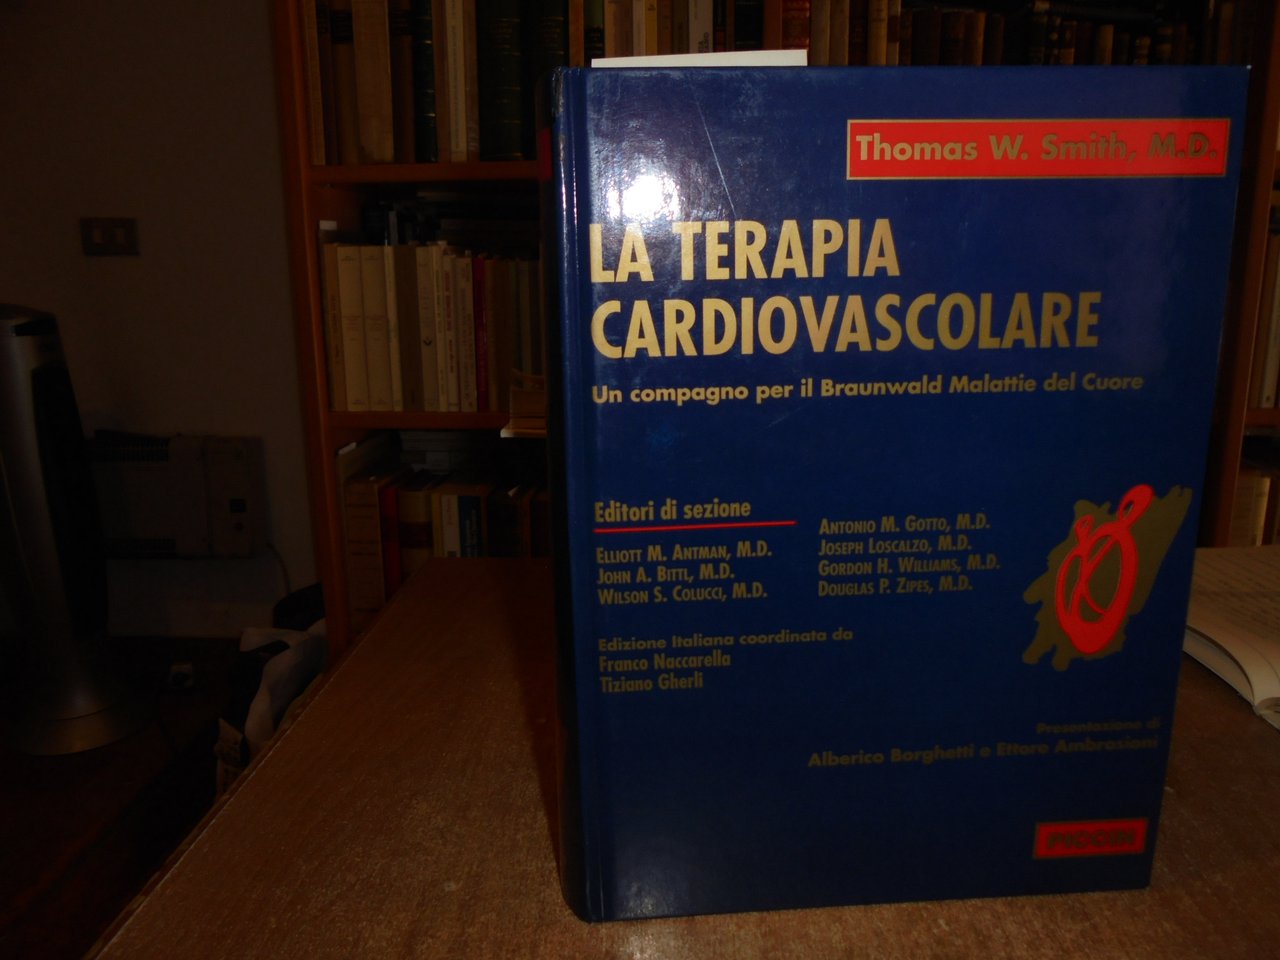 Thomas W. Smith, M.D.
LA TERAPIA
CARDIOVASCOLARE
Un compagno per il Braunwald Malattie del Cuore
Editori di sezione
ELLIOTT M. ANTMAN, M.D.
JOHN A. BITTL, M.D.
WILSON S. COLUCCI, M.D.
ANTONIO M. GOTTO, M.D.
JOSEPH LOSCALZO, M.D.
GORDON H. WILLIAMS, M.D.
DOUGLAS P. ZIPES, M.D.
Edizione Italiana coordinata da
Franco Naccarella
Tiziano Gherli
Presentazione di
Alberico Borghetti e Ettore Ambrosioni
PICCIN